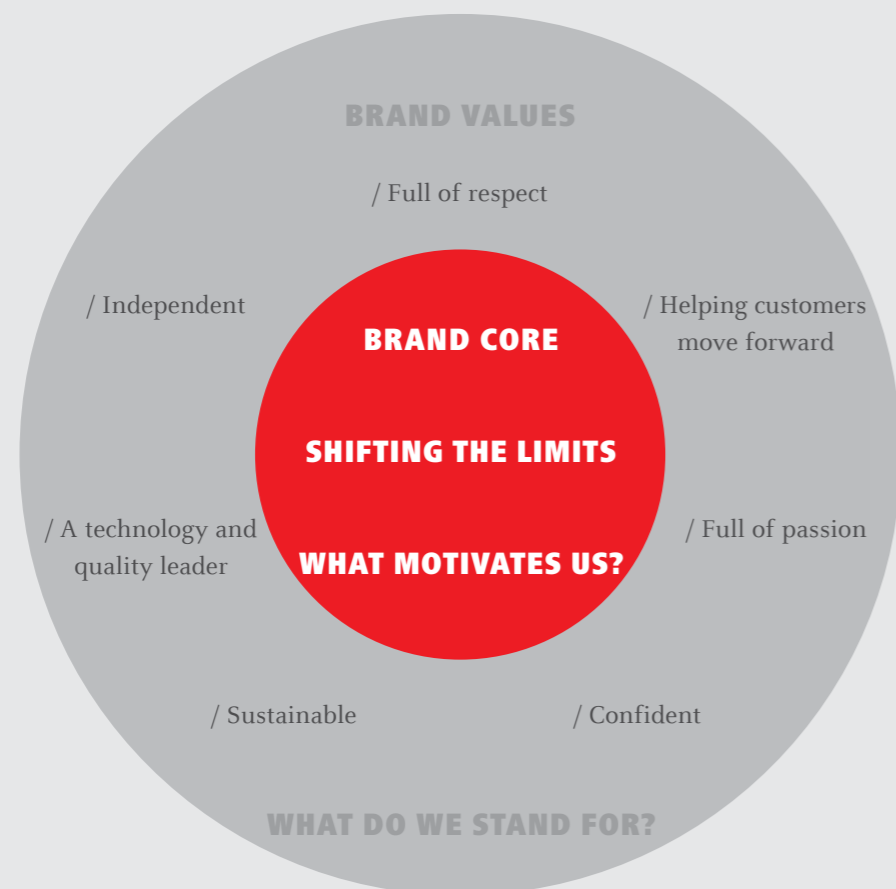 BRAND VALUES
/ Full of respect
/ Independent
/ Helping customers
move forward
BRAND CORE
SHIFTING THE LIMITS
WHAT MOTIVATES US?
/ A technology and
quality leader
/ Full of passion
/ Sustainable
/ Confident
WHAT DO WE STAND FOR?